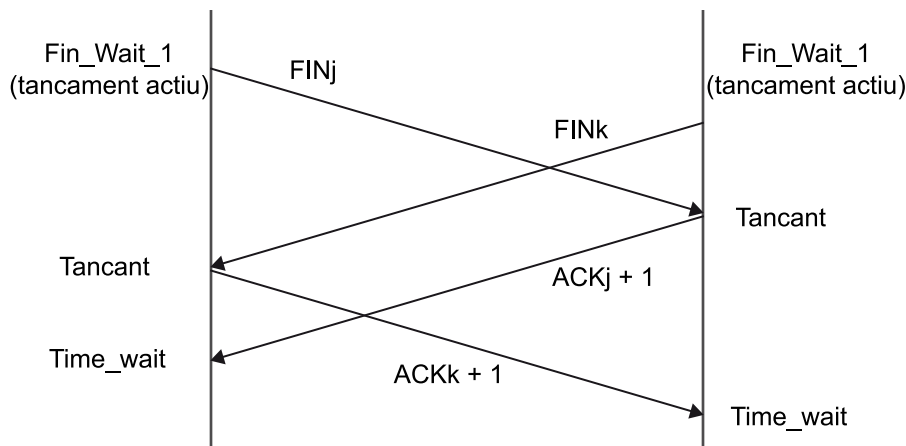 Fin_Wait_1
(tancament actiu)
FINj
Fin_Wait_1
(tancament actiu)
FINk
Tancant
Tancant
ACKj + 1
Time_wait
ACKk + 1
Time_wait